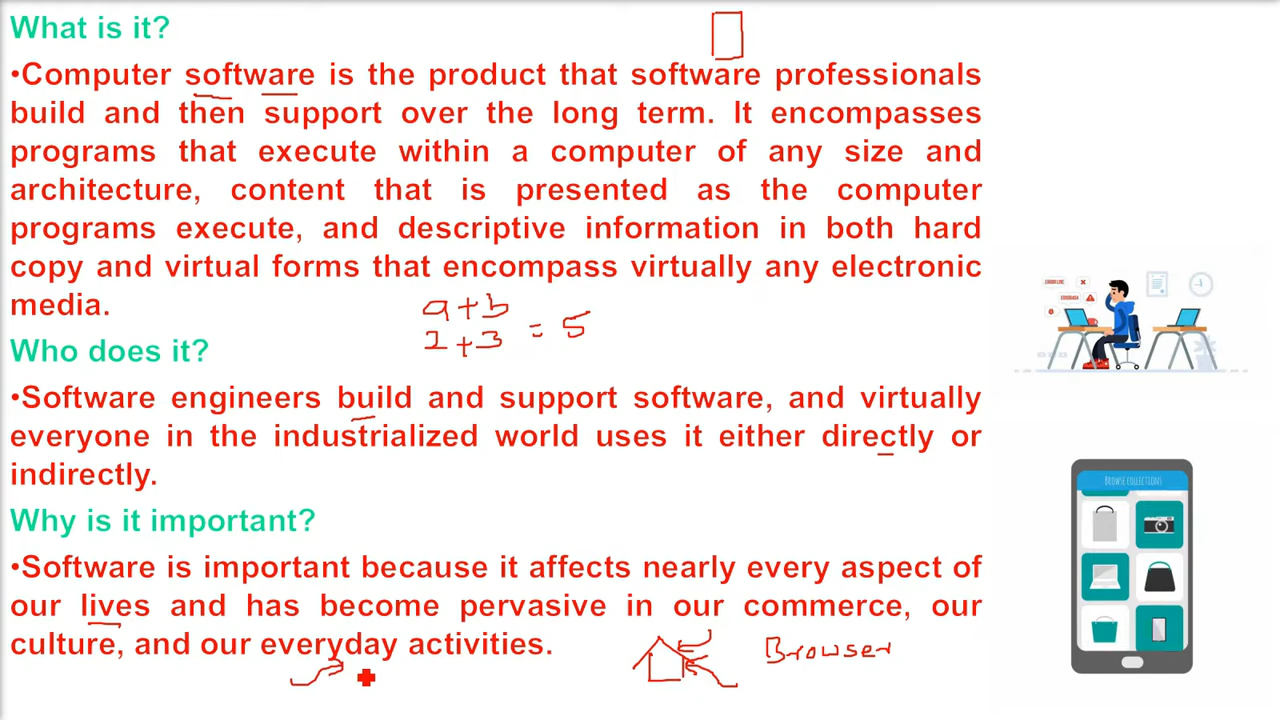 What is it?
•Computer software is the product that software professionals
build and then support over the long term. It encompasses
programs that execute within a computer of any size and
architecture, content that is presented as the computer
programs execute, and descriptive information in both hard
copy and virtual forms that encompass virtually any electronic
media.
a+b
2+3 = 5
Who does it?
•Software engineers build and support software, and virtually
everyone in the industrialized world uses it either directly or
indirectly.
Why is it important?
•Software is important because it affects nearly every aspect of
our lives and has become pervasive in our commerce, our
culture, and our everyday activities.
Browser
BROWSE COLLECTIONS